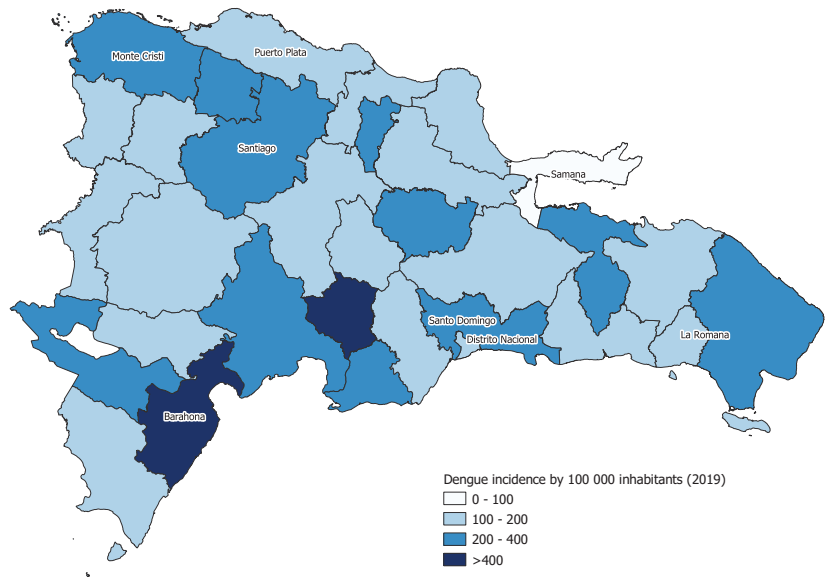 Monte Cristi
Puerto Plata
Santiago
Samana
Santo Domingo
Distrito Nacional
La Romana
Barahona
Dengue incidence by 100 000 inhabitants (2019)
0 - 100
100 - 200
200 - 400
>400